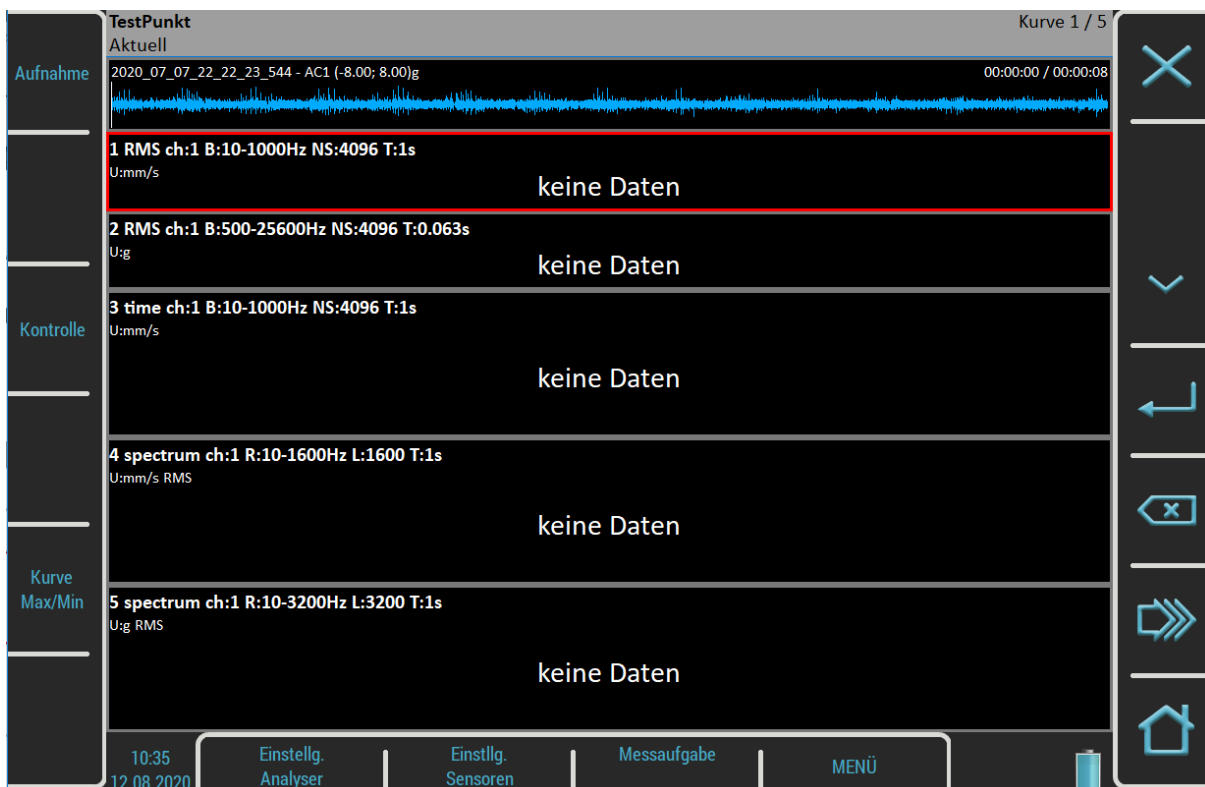 TestPunkt
Kurve 1 / 5
Aktuell
Aufnahme
2020_07_07_22_22_23_544 - AC1 (-8.00; 8.00)g
00:00:00 / 00:00:08
1 RMS ch:1 B:10-1000Hz NS:4096 T:1s
U:mm/s
keine Daten
2 RMS ch:1 B:500-25600Hz NS:4096 T:0.063s
U:g
keine Daten
3 time ch:1 B:10-1000Hz NS:4096 T:1s
Kontrolle
U:mm/s
keine Daten
4 spectrum ch:1 R:10-1600Hz L:1600 T:1s
U:mm/s RMS
keine Daten
Kurve
Max/Min
5 spectrum ch:1 R:10-3200Hz L:3200 T:1s
U:g RMS
keine Daten
10:35
12.08.2020
Einstellg.
Analyser
Einstllg.
Sensoren
Messaufgabe
MENÜ